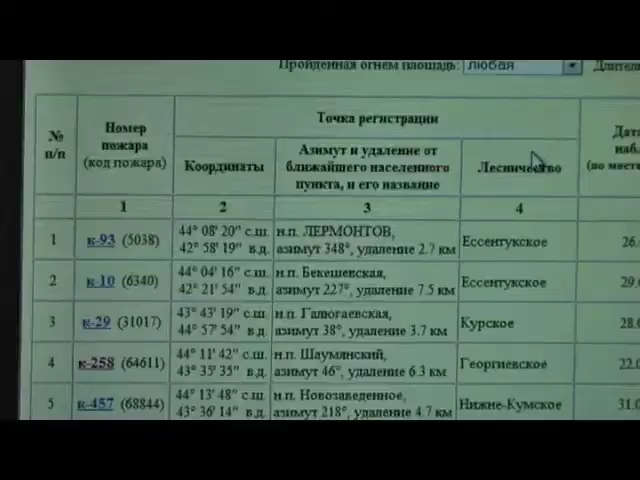 Пройденная огнем площадь: любая
№ п/п
Номер пожара (код пожара)
Точка регистрации
Координаты
Азимут и удаление от ближайшего населенного пункта, и его название
Лесничество
1 2 3 4
1 к-93 (5038) 44° 08' 20" с.ш. 42° 58' 19" в.д. н.п. ЛЕРМОНТОВ, азимут 348°, удаление 2.7 км Ессентукское 26.
2 к-10 (6340) 44° 04' 16" с.ш. 42° 21' 54" в.д. н.п. Бекешевская, азимут 227°, удаление 7.5 км Ессентукское 29.
3 к-29 (31017) 43° 43' 19" с.ш. 44° 57' 54" в.д. н.п. Галюгаевская, азимут 38°, удаление 3.7 км Курское 28.
4 к-258 (64611) 44° 11' 42" с.ш. 43° 35' 35" в.д. н.п. Шаумянский, азимут 46°, удаление 6.3 км Георгиевское 22.
5 к-457 (68844) 44° 13' 48" с.ш. 43° 36' 14" в.д. н.п. Новозаведенное, азимут 218°, удаление 4.7 км Нижне-Кумское 31.